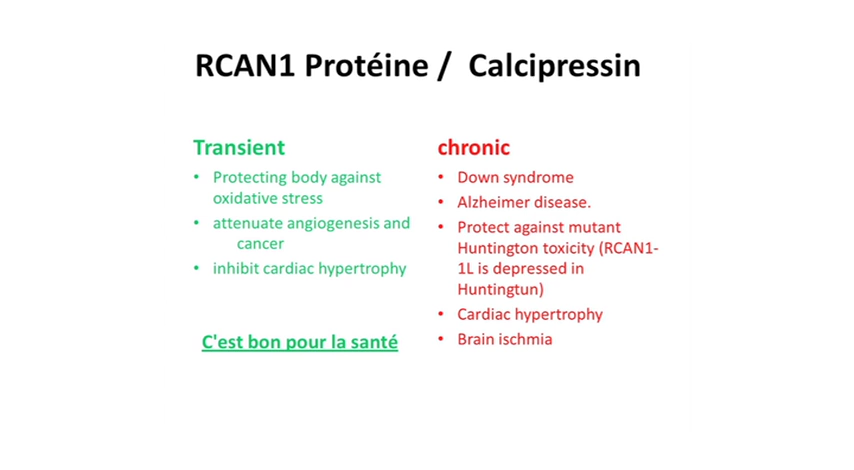 RCAN1 Protéine /  Calcipressin
Transient
• Protecting body against
oxidative stress
• attenuate angiogenesis and
cancer
• inhibit cardiac hypertrophy
C'est bon pour la santé
chronic
• Down syndrome
• Alzheimer disease.
• Protect against mutant
Huntington toxicity (RCAN1-
1L is depressed in
Huntingtun)
• Cardiac hypertrophy
• Brain ischmia